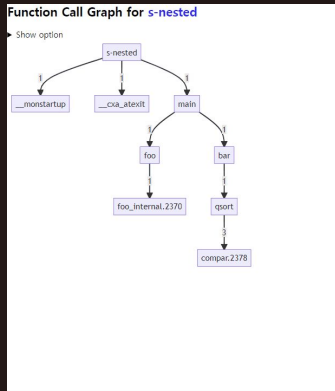 Function Call Graph for s-nested
▶ Show option
s-nested
1 1 1
__monstartup __cxa_atexit main
1 1
foo bar
1 1
foo_internal.2370 qsort
3
compar.2378